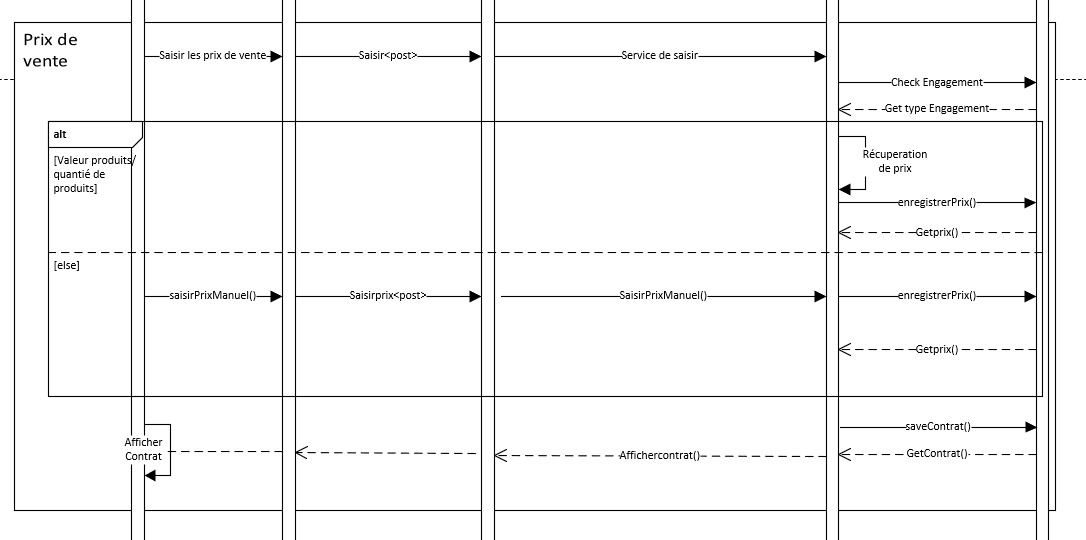 Prix de
vente
Saisir les prix de vente
Saisir<post>
Service de saisir
Check Engagement
Get type Engagement
alt
[Valeur produits/
quantié de
produits]
Récuperation
de prix
enregistrerPrix()
Getprix()
[else]
saisirPrixManuel()
Saisirprix<post>
SaisirPrixManuel()
enregistrerPrix()
Getprix()
saveContrat()
Afficher
Contrat
Affichercontrat()
GetContrat()